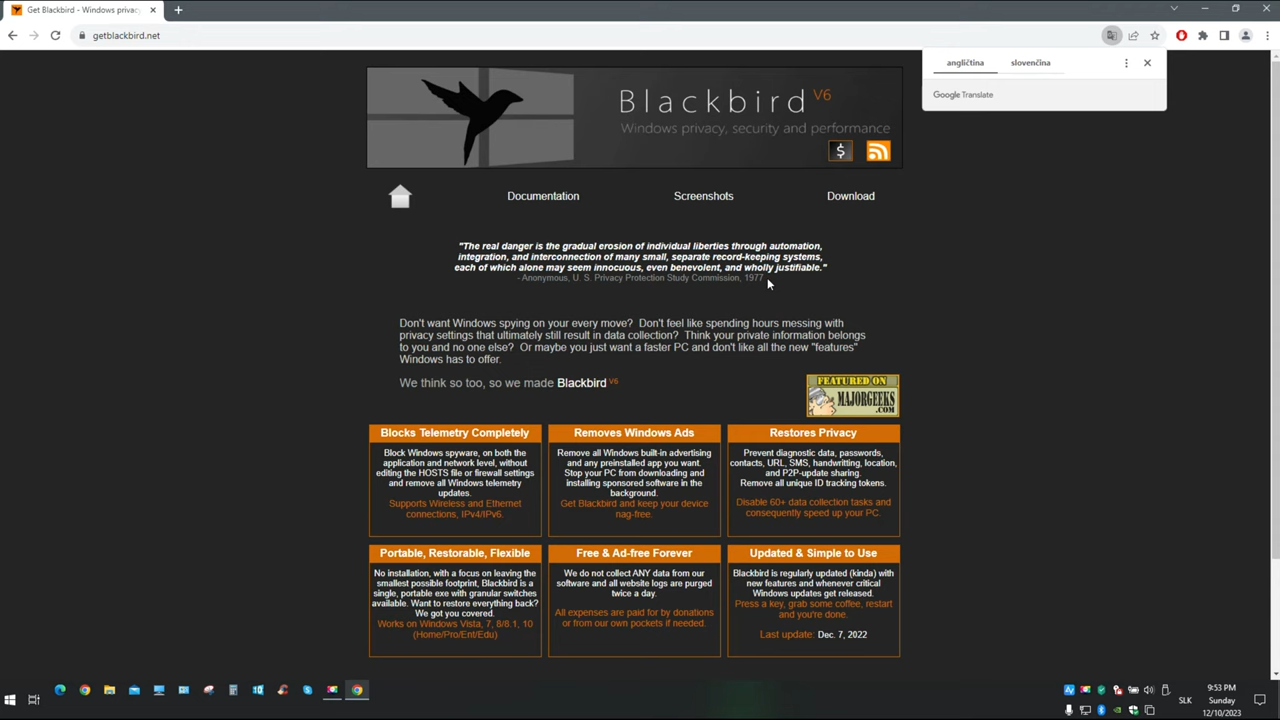 Get Blackbird - Windows privac
getblackbird.net
angličtina
slovenčina
Google Translate
Blackbird V6
Windows privacy, security and performance
$
Documentation
Screenshots
Download
"The real danger is the gradual erosion of individual liberties through automation,
integration, and interconnection of many small, separate record-keeping systems,
each of which alone may seem innocuous, even benevolent, and wholly justifiable."
- Anonymous, U. S. Privacy Protection Study Commission, 1977
Don't want Windows spying on your every move? Don't feel like spending hours messing with
privacy settings that ultimately still result in data collection? Think your private information belongs
to you and no one else? Or maybe you just want a faster PC and don't like all the new "features"
Windows has to offer.
We think so too, so we made Blackbird V6
FEATURED ON
MAJORGEEKS
.COM
Blocks Telemetry Completely
Block Windows spyware, on both the
application and network level, without
editing the HOSTS file or firewall settings
and remove all Windows telemetry
updates.
Supports Wireless and Ethernet
connections, IPv4/IPv6.
Removes Windows Ads
Remove all Windows built-in advertising
and any preinstalled app you want.
Stop your PC from downloading and
installing sponsored software in the
background.
Get Blackbird and keep your device
nag-free.
Restores Privacy
Prevent diagnostic data, passwords,
contacts, URL, SMS, handwritting, location,
and P2P-update sharing.
Remove all unique ID tracking tokens.
Disable 60+ data collection tasks and
consequently speed up your PC.
Portable, Restorable, Flexible
No installation, with a focus on leaving the
smallest possible footprint, Blackbird is a
single, portable exe with granular switches
available. Want to restore everything back?
We got you covered.
Works on Windows Vista, 7, 8/8.1, 10
(Home/Pro/Ent/Edu)
Free & Ad-free Forever
We do not collect ANY data from our
software and all website logs are purged
twice a day.
All expenses are paid for by donations
or from our own pockets if needed.
Updated & Simple to Use
Blackbird is regularly updated (kinda) with
new features and whenever critical
Windows updates get released.
Press a key, grab some coffee, restart
and you're done.
Last update: Dec. 7, 2022
SLK
9:53 PM
Sunday
12/10/2023